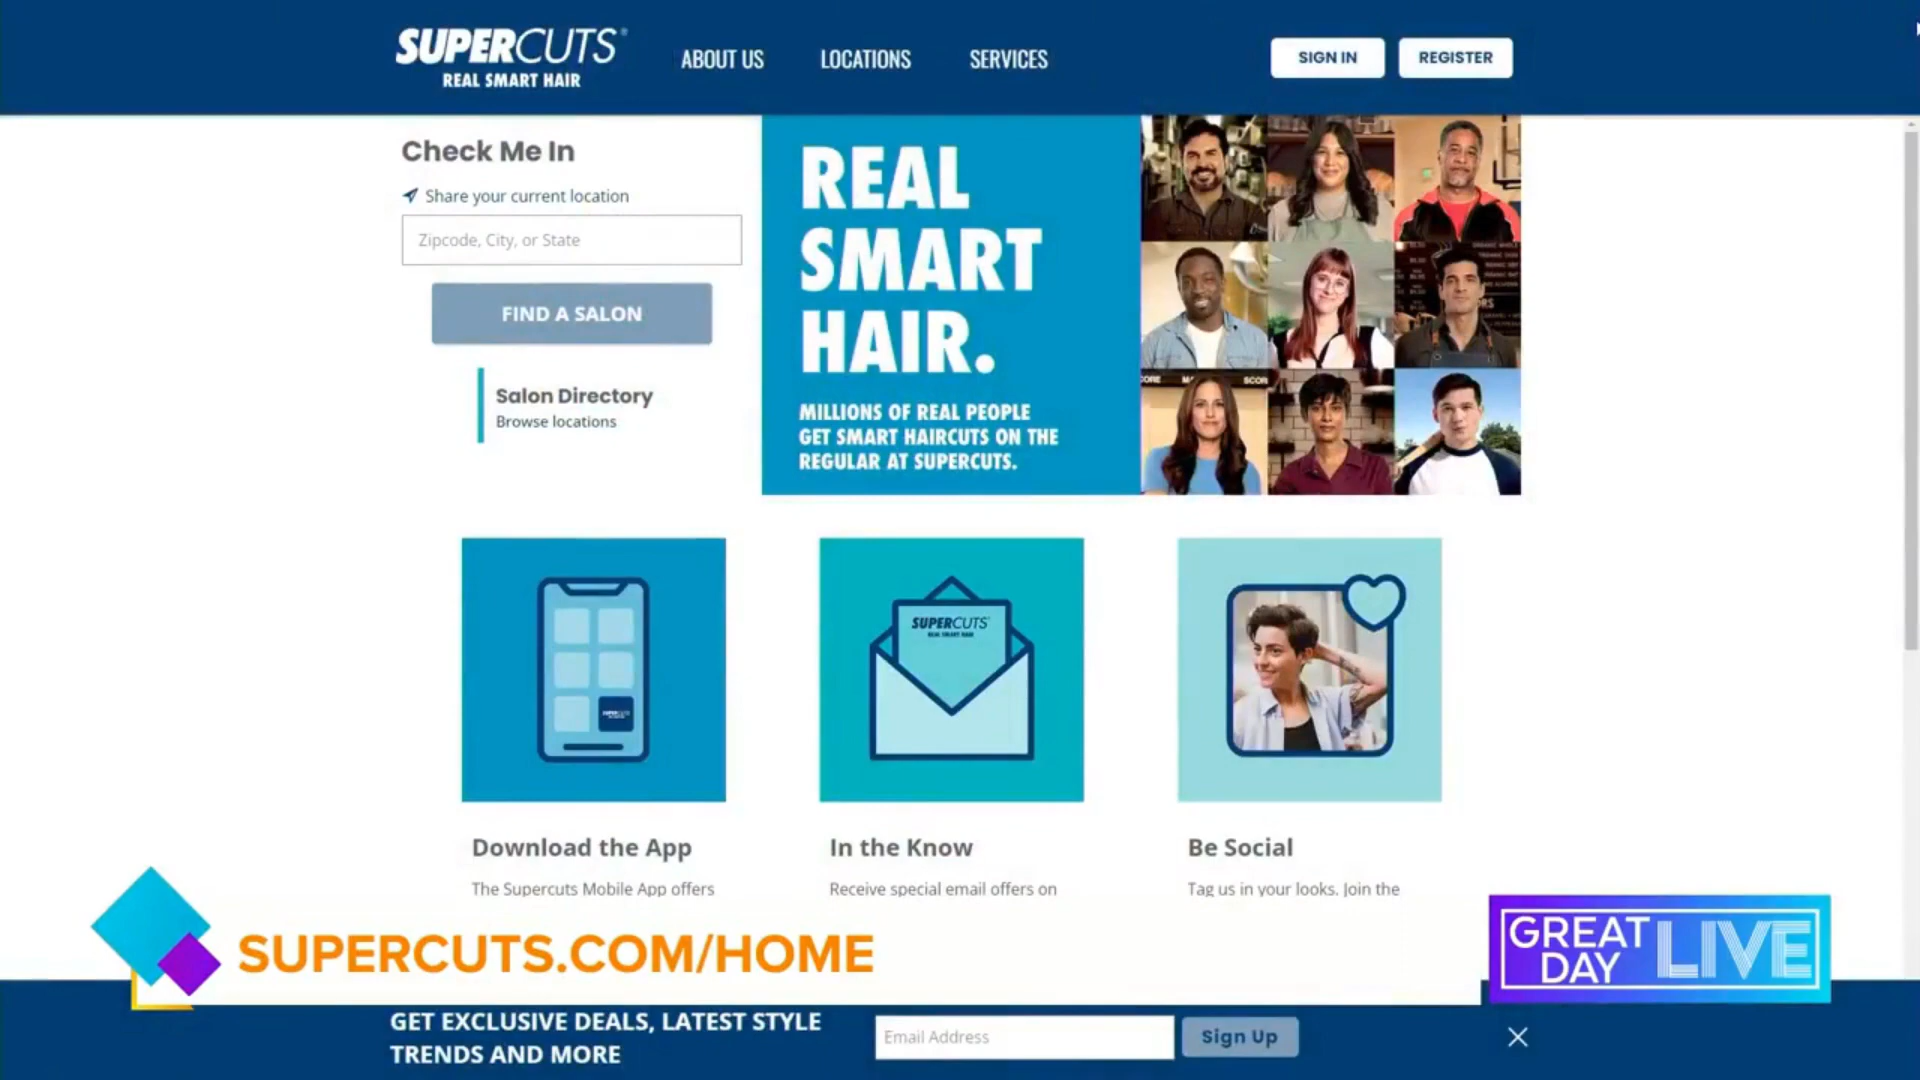 SUPERCUTS®
REAL SMART HAIR
ABOUT US
LOCATIONS
SERVICES
SIGN IN
REGISTER
Check Me In
Share your current location
Zipcode, City, or State
FIND A SALON
Salon Directory
Browse locations
REAL
SMART
HAIR.
MILLIONS OF REAL PEOPLE
GET SMART HAIRCUTS ON THE
REGULAR AT SUPERCUTS.
SUPERCUTS
REAL SMART HAIR
Download the App
The Supercuts Mobile App offers
In the Know
Receive special email offers on
Be Social
Tag us in your looks. Join the
SUPERCUTS.COM/HOME
GREAT
DAY
LIVE
GET EXCLUSIVE DEALS, LATEST STYLE
TRENDS AND MORE
Email Address
Sign Up